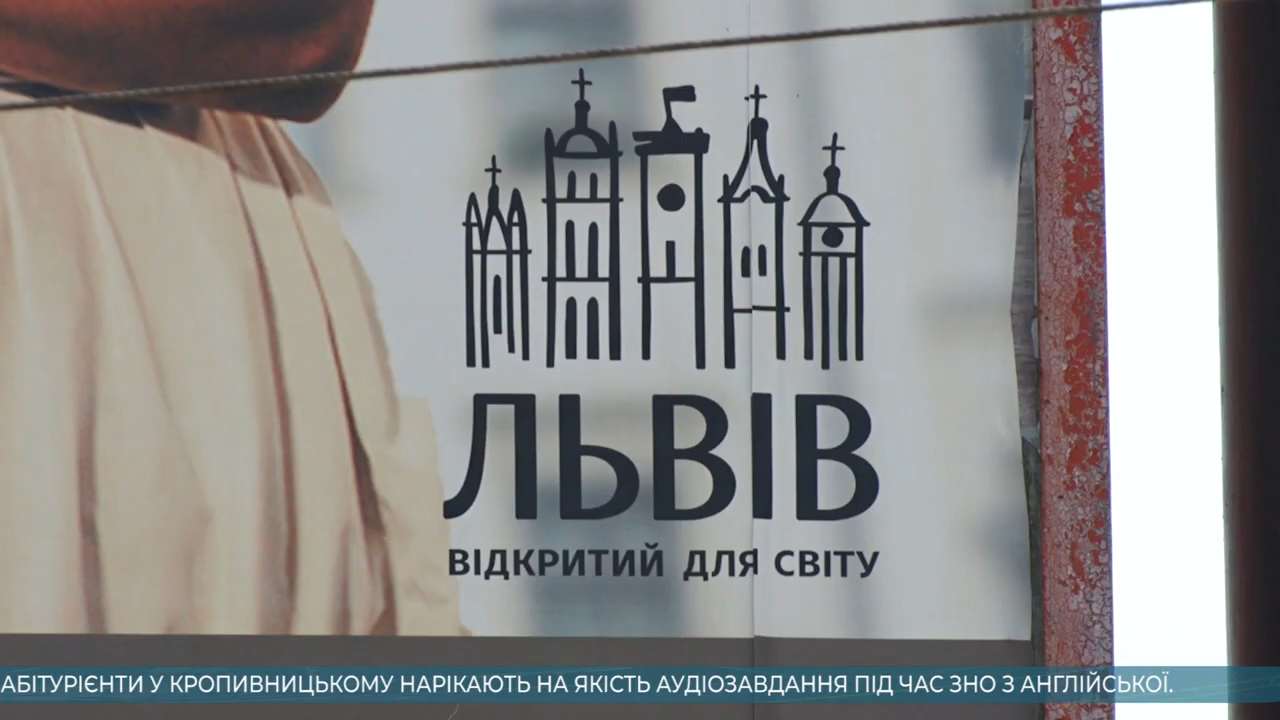 ЛЬВІВ
ВІДКРИТИЙ ДЛЯ СВІТУ
АБІТУРІЄНТИ У КРОПИВНИЦЬКОМУ НАРІКАЮТЬ НА ЯКІСТЬ АУДІОЗАВДАННЯ ПІД ЧАС ЗНО З АНГЛІЙСЬКОЇ.